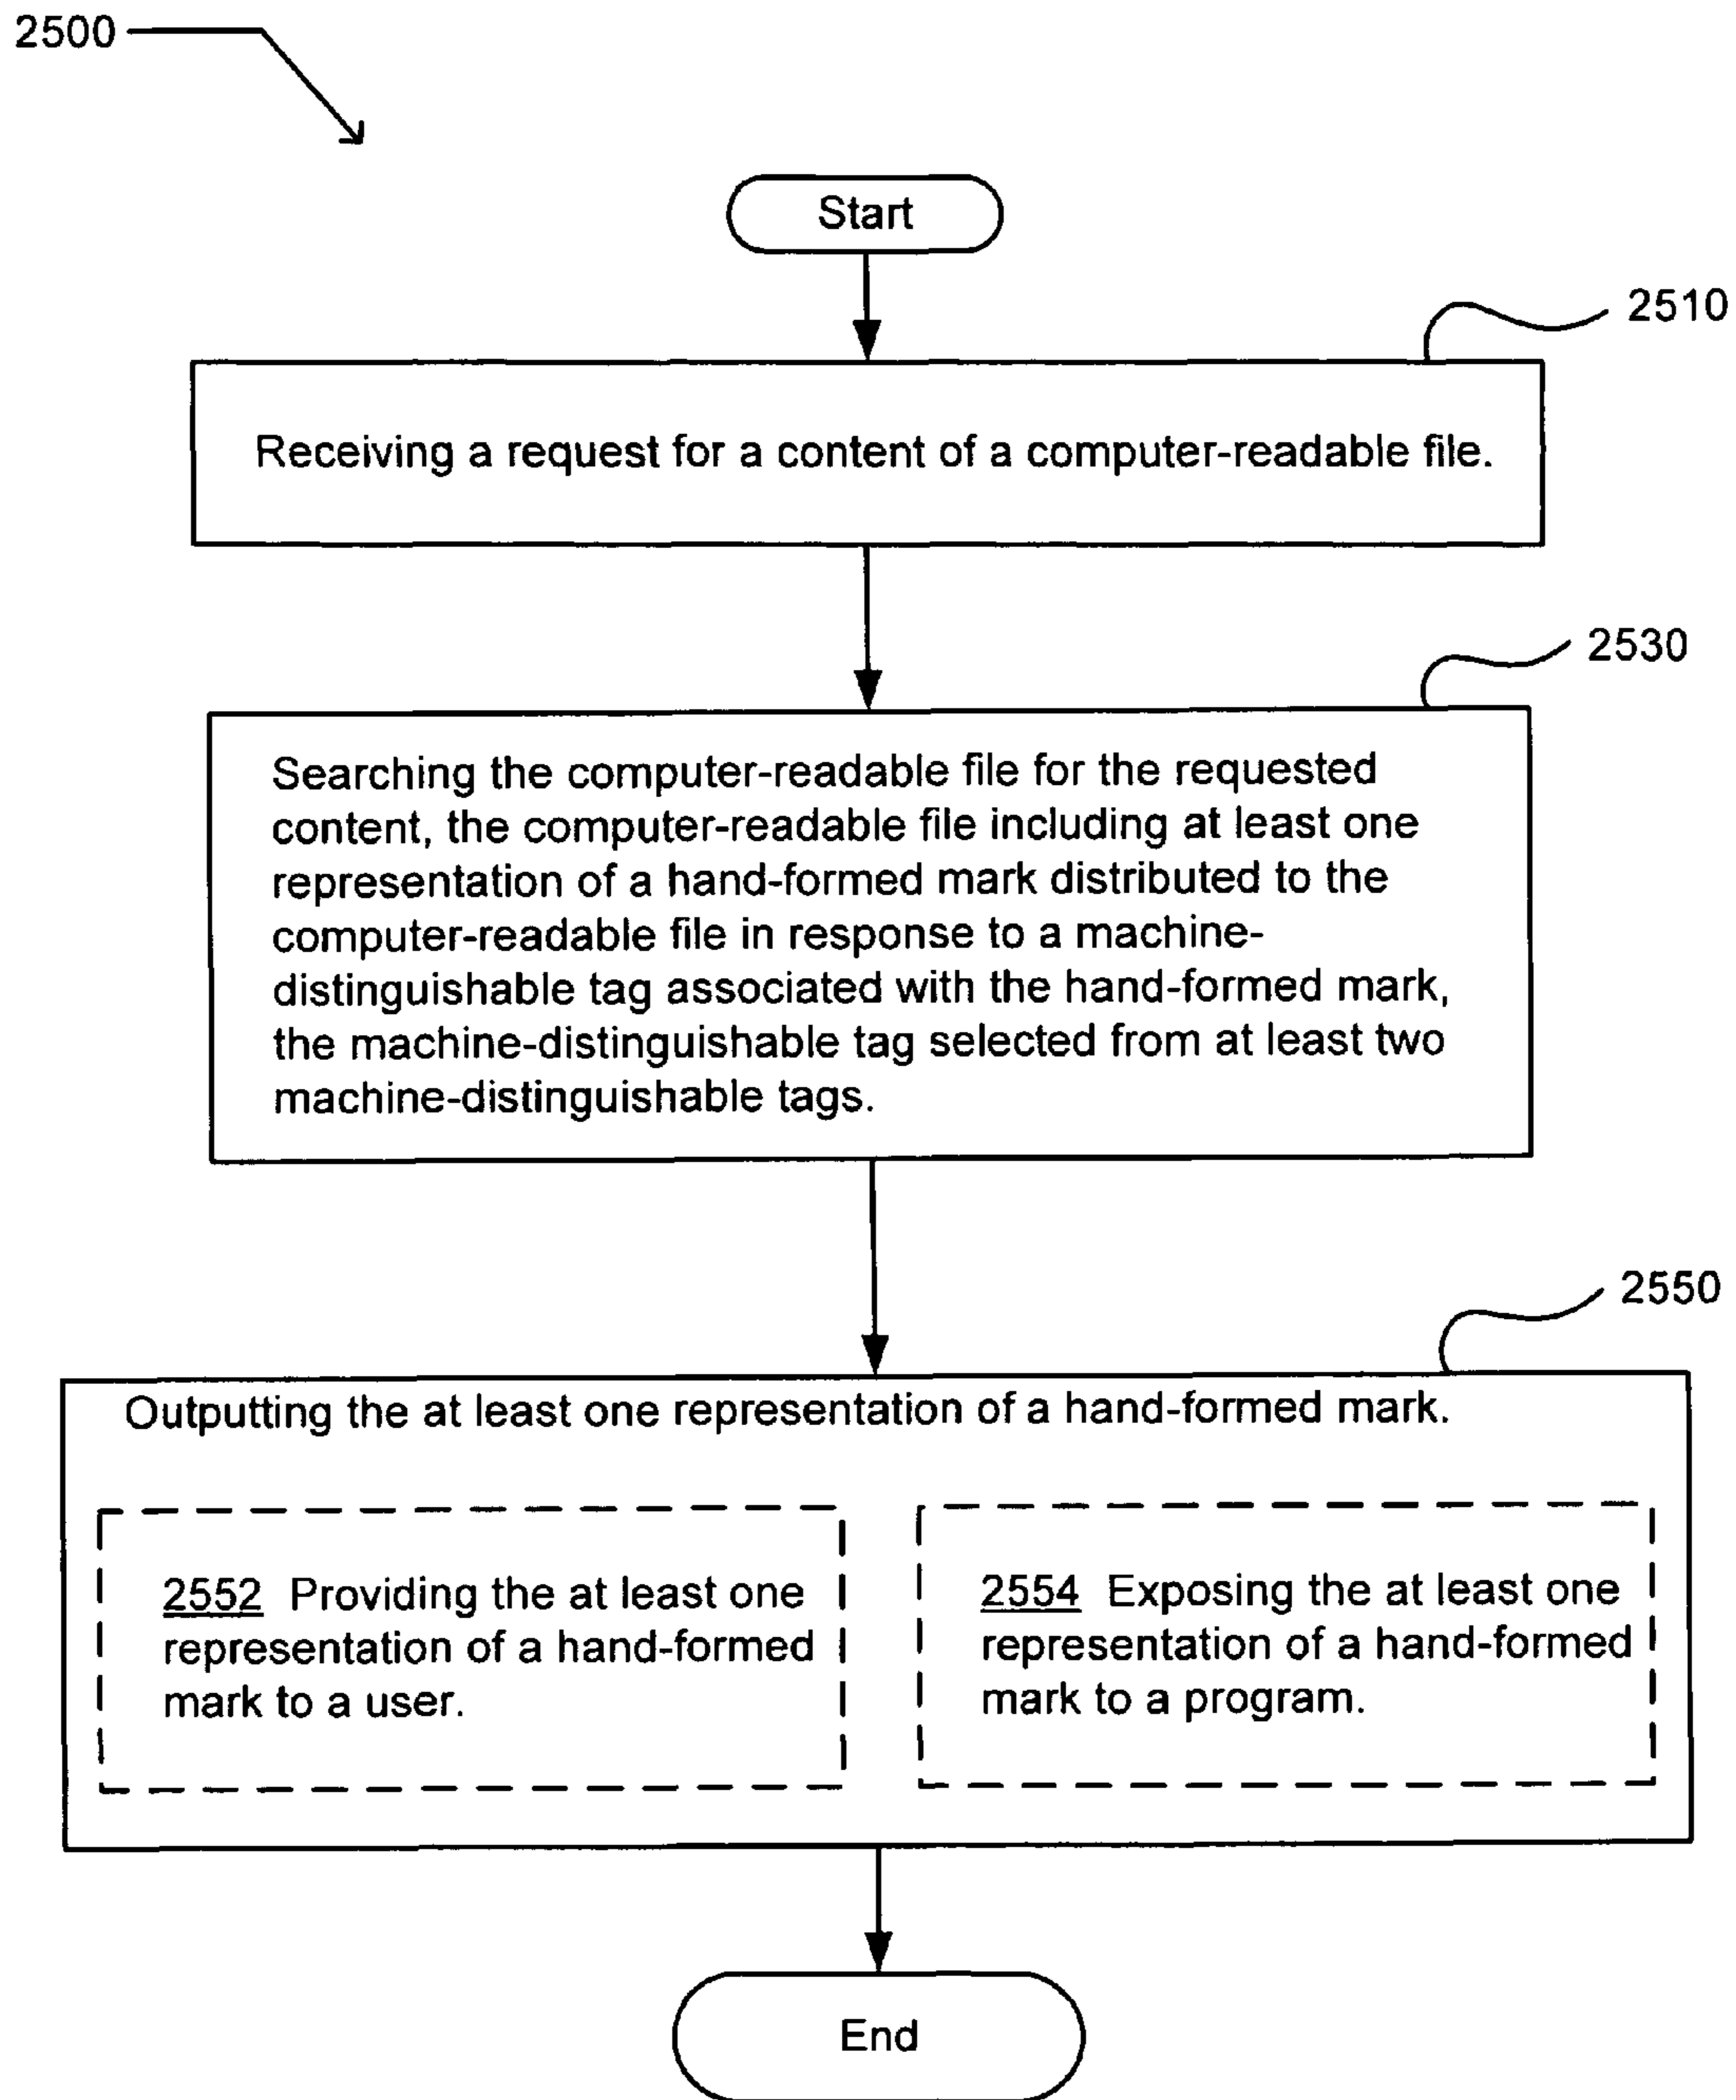 2500
Start
2510
Receiving a request for a content of a computer-readable file.
2530
Searching the computer-readable file for the requested
content, the computer-readable file including at least one
representation of a hand-formed mark distributed to the
computer-readable file in response to a machine-
distinguishable tag associated with the hand-formed mark,
the machine-distinguishable tag selected from at least two
machine-distinguishable tags.
2550
Outputting the at least one representation of a hand-formed mark.
2552 Providing the at least one
representation of a hand-formed
mark to a user.
2554 Exposing the at least one
representation of a hand-formed
mark to a program.
End